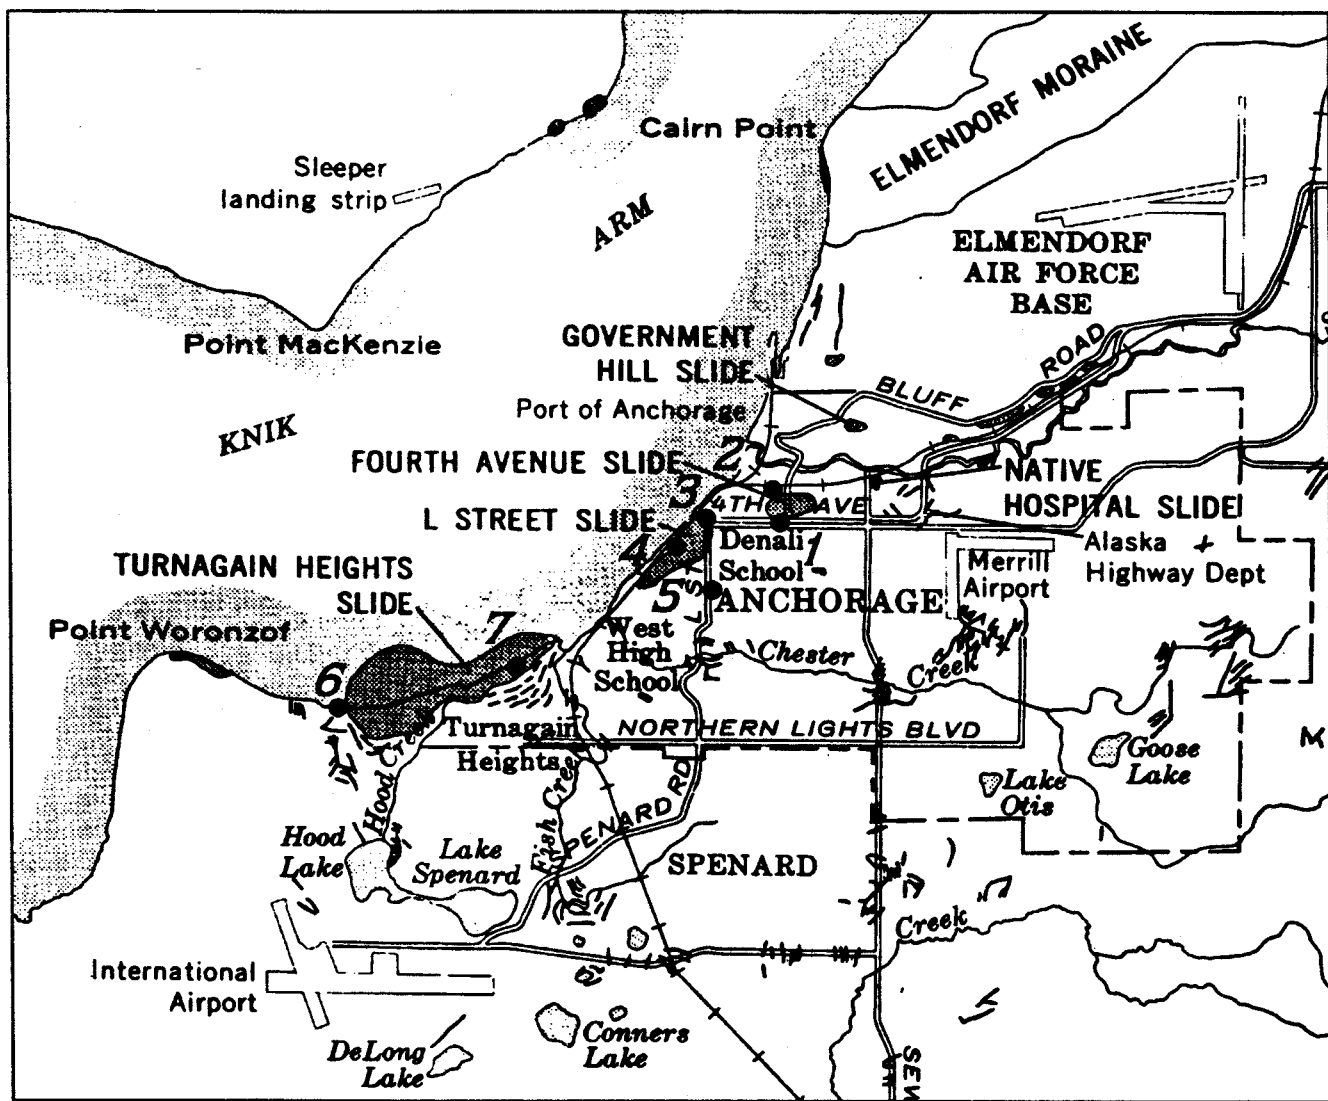 Cairn Point
ELMENDORF MORAINE
Sleeper
landing strip
ARM
ELMENDORF
AIR FORCE
BASE
Point MacKenzie
GOVERNMENT
HILL SLIDE
ROAD
BLUFF
Port of Anchorage
KNIK
2
FOURTH AVENUE SLIDE
NATIVE
HOSPITAL SLIDE
3
4TH AVE
L STREET SLIDE
4
Denali
School
1
Alaska
Highway Dept
Merrill
Airport
TURNAGAIN HEIGHTS
SLIDE
5
L ST
ANCHORAGE
Point Woronzof
7
West
High
School
Chester
Creek
6
Turnagain
Heights
NORTHERN LIGHTS BLVD
Hood Creek
Fish Creek
SPENARD RD
Goose
Lake
Lake
Otis
M
Hood
Lake
Lake
Spenard
SPENARD
Creek
International
Airport
Conners
Lake
DeLong
Lake
SEW